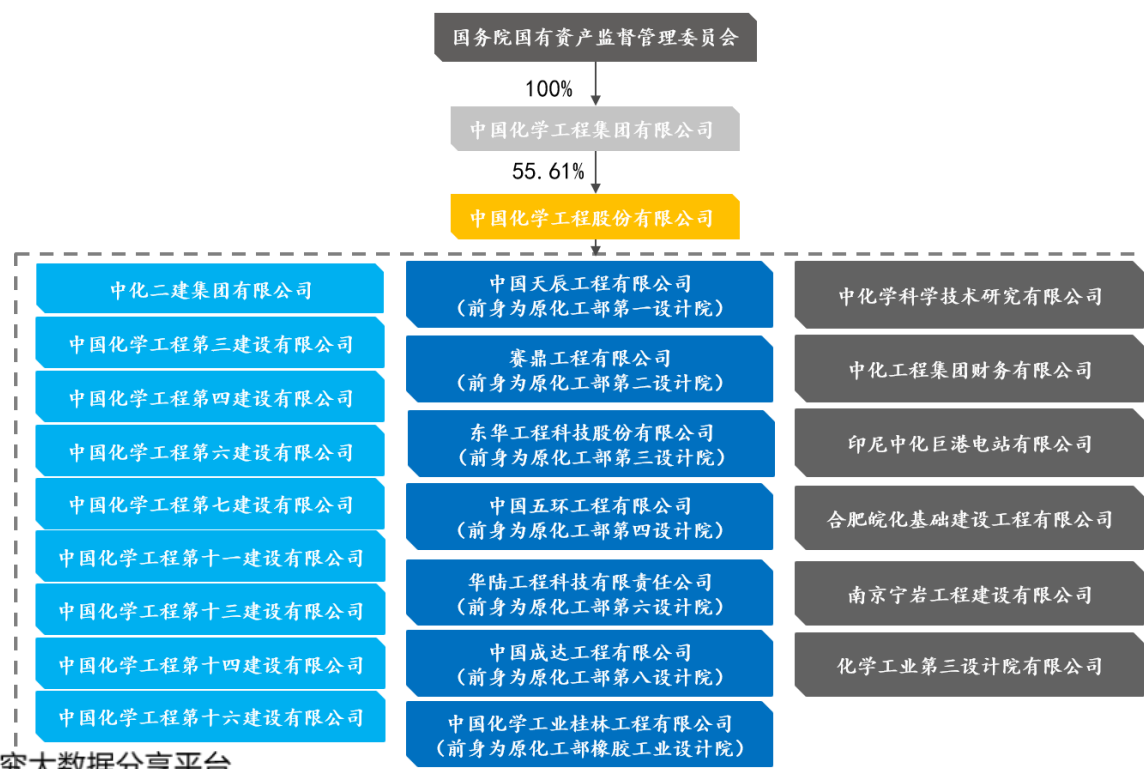 国务院国有资产监督管理委员会
100%
中国化学工程集团有限公司
55.61%
中国化学工程股份有限公司
中化二建集团有限公司
中国化学工程第三建设有限公司
中国化学工程第四建设有限公司
中国化学工程第六建设有限公司
中国化学工程第七建设有限公司
中国化学工程第十一建设有限公司
中国化学工程第十三建设有限公司
中国化学工程第十四建设有限公司
中国化学工程第十六建设有限公司
中国天辰工程有限公司
(前身为原化工部第一设计院)
赛鼎工程有限公司
(前身为原化工部第二设计院)
东华工程科技股份有限公司
(前身为原化工部第三设计院)
中国五环工程有限公司
(前身为原化工部第四设计院)
华陆工程科技有限责任公司
(前身为原化工部第六设计院)
中国成达工程有限公司
(前身为原化工部第八设计院)
中国化学工业桂林工程有限公司
(前身为原化工部橡胶工业设计院)
中化学科学技术研究有限公司
中化工程集团财务有限公司
印尼中化巨港电站有限公司
合肥皖化基础建设工程有限公司
南京宁岩工程建设有限公司
化学工业第三设计院有限公司
究大数据分享平台